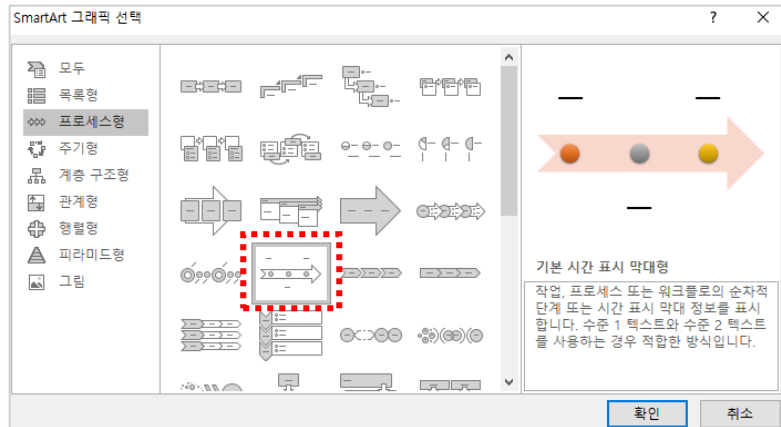 SmartArt 그래픽 선택
?
모두
목록형
프로세스형
주기형
계층 구조형
관계형
행렬형
피라미드형
그림
기본 시간 표시 막대형
작업, 프로세스 또는 워크플로의 순차적
단계 또는 시간 표시 막대 정보를 표시
합니다. 수준 1 텍스트와 수준 2 텍스트
를 사용하는 경우 적합한 방식입니다.
확인
취소